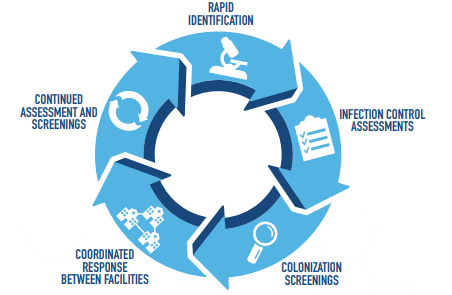 RAPID
IDENTIFICATION
INFECTION CONTROL
ASSESSMENTS
COLONIZATION
SCREENINGS
COORDINATED
RESPONSE
BETWEEN FACILITIES
CONTINUED
ASSESSMENT AND
SCREENINGS